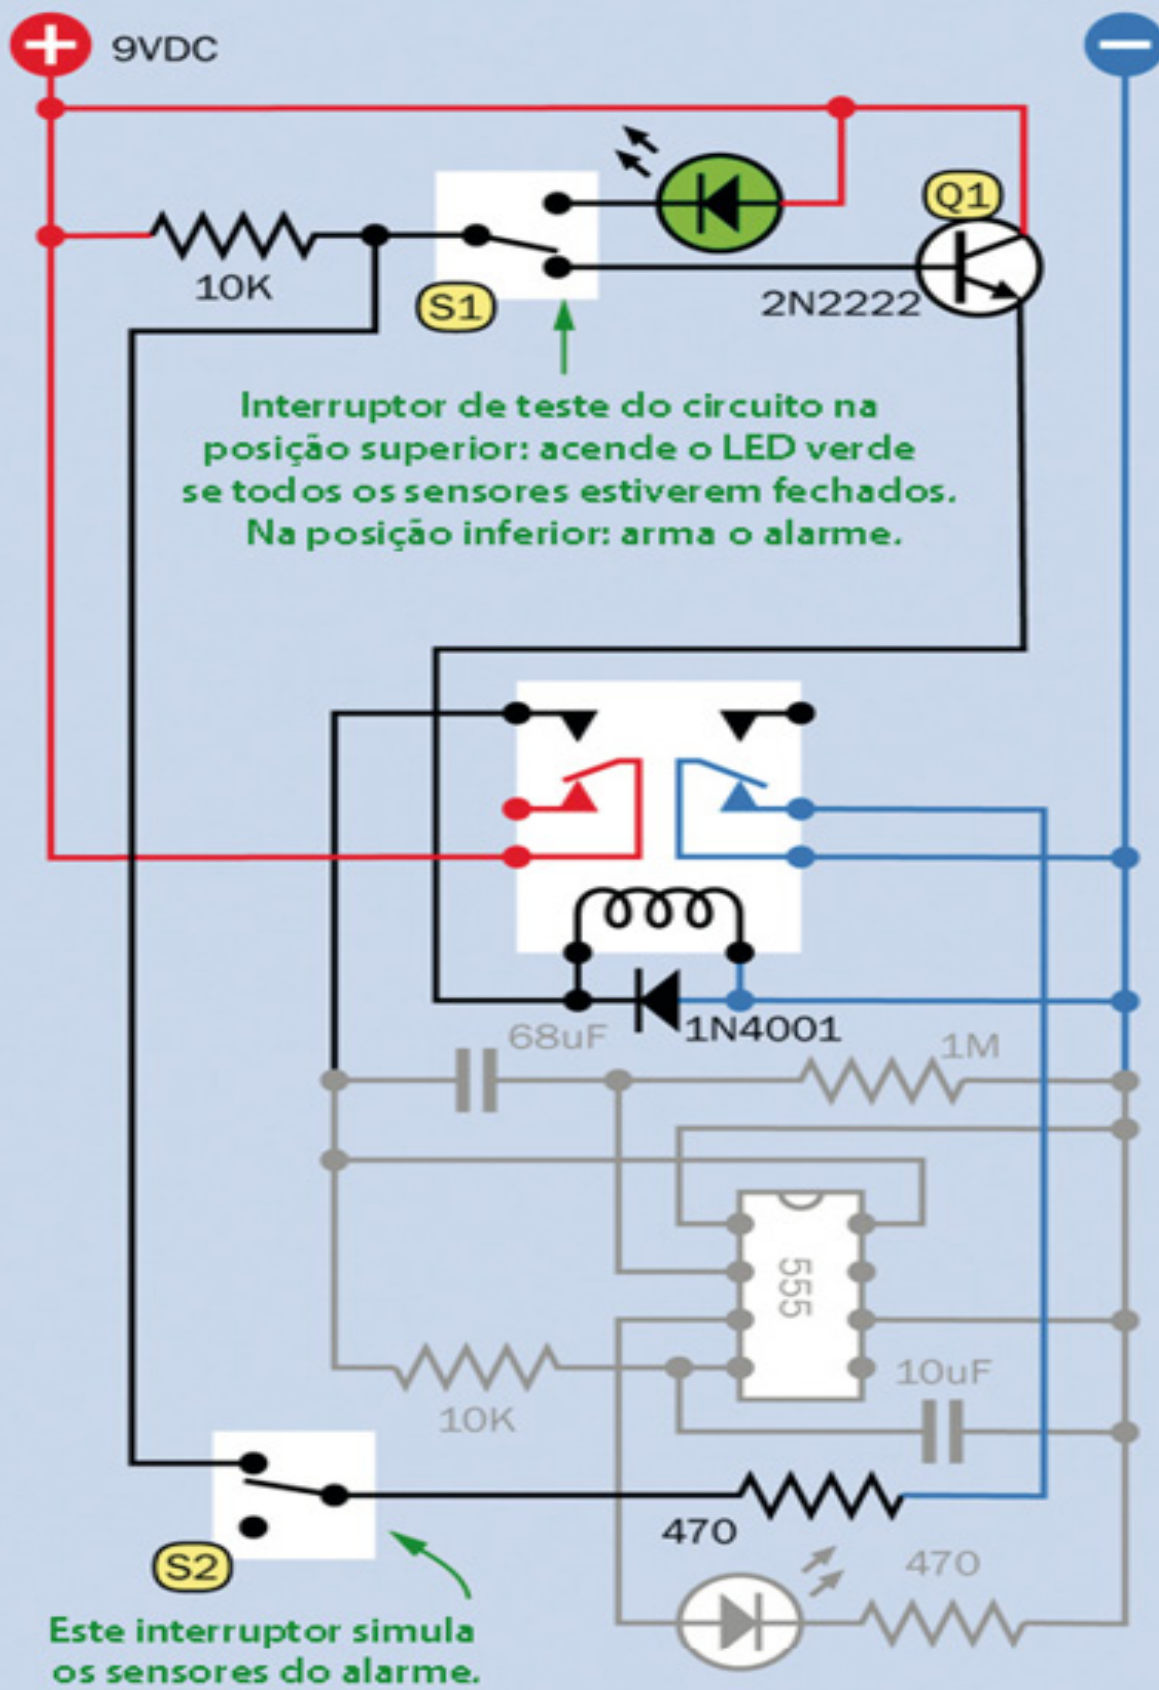 9VDC
Q1
10K
S1
2N2222
Interruptor de teste do circuito na
posição superior: acende o LED verde
se todos os sensores estiverem fechados.
Na posição inferior: arma o alarme.
68uF
1N4001
1M
555
10uF
10K
470
S2
470
Este interruptor simula
os sensores do alarme.